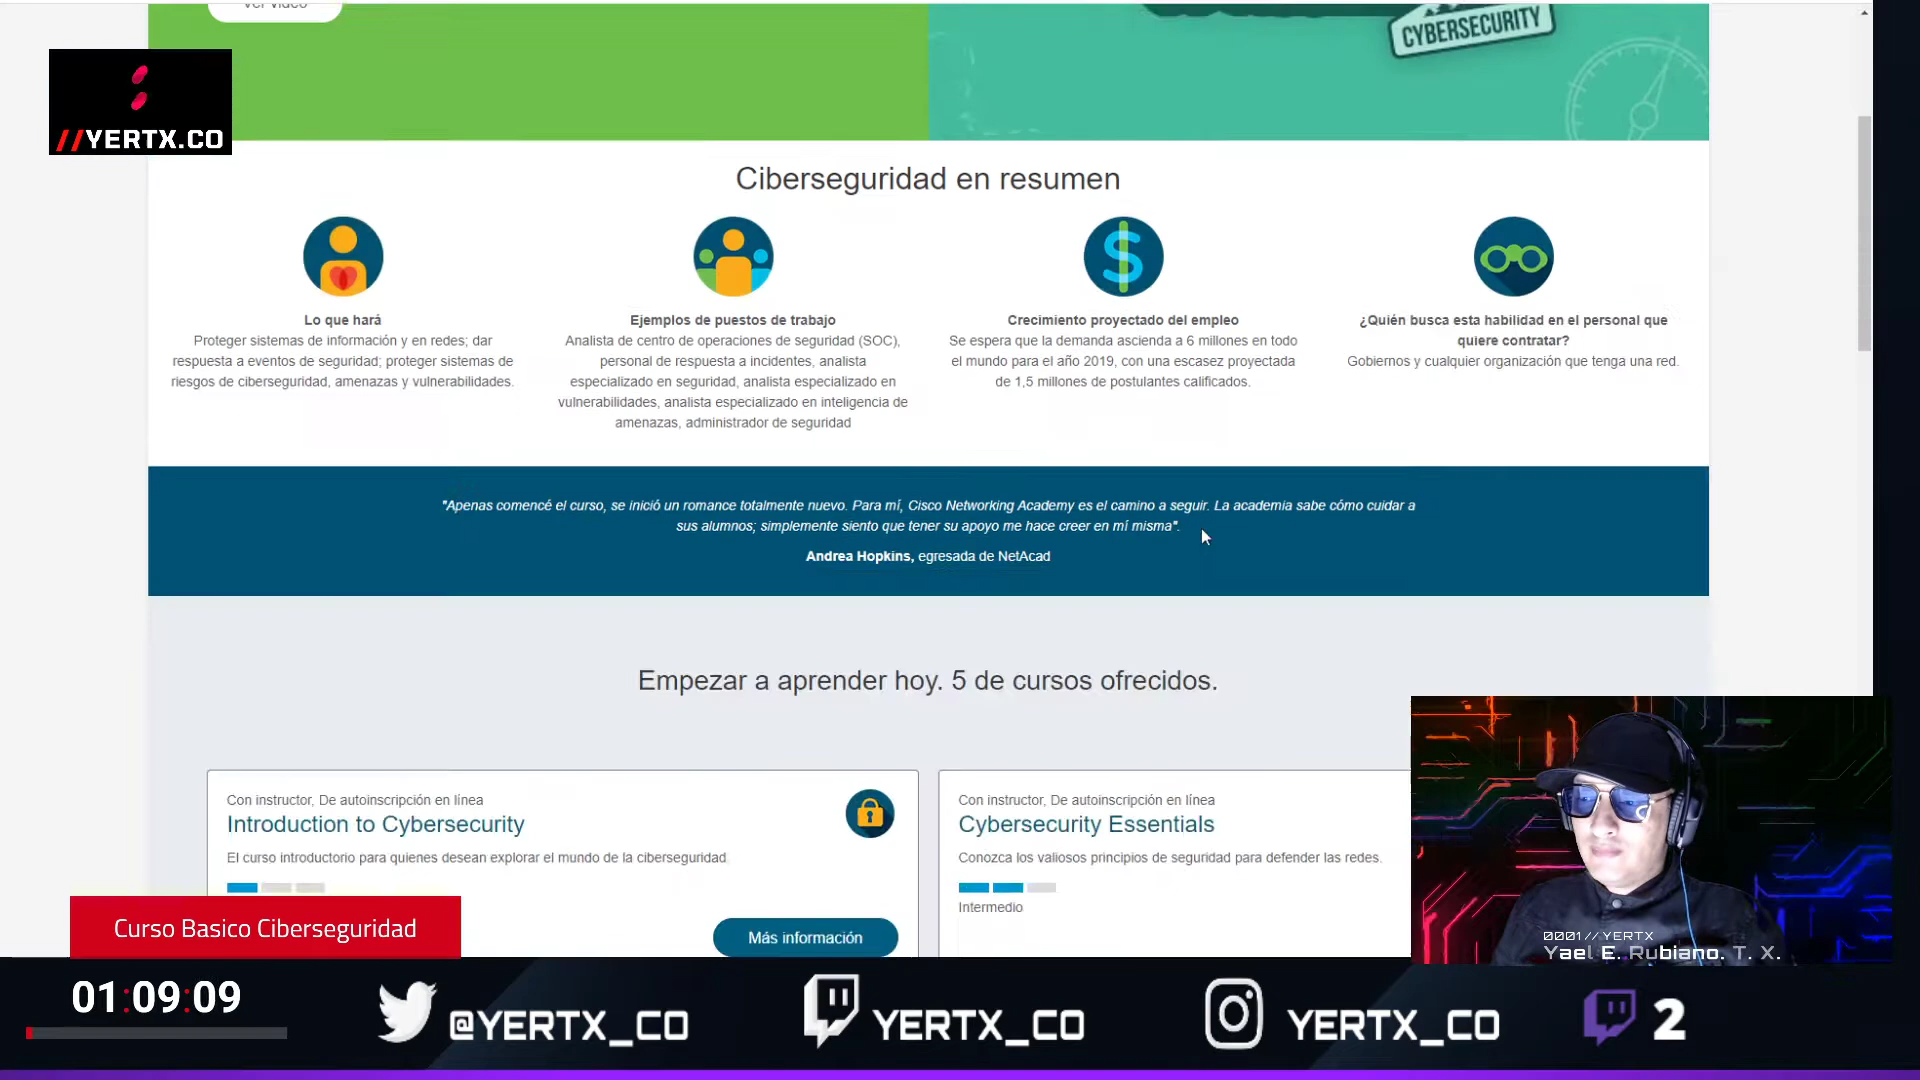 Ver video
CYBERSECURITY
//YERTX.CO
Ciberseguridad en resumen
Lo que hará
Proteger sistemas de información y en redes; dar
respuesta a eventos de seguridad; proteger sistemas de
riesgos de ciberseguridad, amenazas y vulnerabilidades.
Ejemplos de puestos de trabajo
Analista de centro de operaciones de seguridad (SOC),
personal de respuesta a incidentes, analista
especializado en seguridad, analista especializado en
vulnerabilidades, analista especializado en inteligencia de
amenazas, administrador de seguridad
Crecimiento proyectado del empleo
Se espera que la demanda ascienda a 6 millones en todo
el mundo para el año 2019, con una escasez proyectada
de 1,5 millones de postulantes calificados.
¿Quién busca esta habilidad en el personal que
quiere contratar?
Gobiernos y cualquier organización que tenga una red.
"Apenas comencé el curso, se inició un romance totalmente nuevo. Para mí, Cisco Networking Academy es el camino a seguir. La academia sabe cómo cuidar a
sus alumnos; simplemente siento que tener su apoyo me hace creer en mí misma".
Andrea Hopkins, egresada de NetAcad
Empezar a aprender hoy. 5 de cursos ofrecidos.
Con instructor, De autoinscripción en línea
Introduction to Cybersecurity
El curso introductorio para quienes desean explorar el mundo de la ciberseguridad
Más información
Con instructor, De autoinscripción en línea
Cybersecurity Essentials
Conozca los valiosos principios de seguridad para defender las redes.
Intermedio
Curso Basico Ciberseguridad
0001//YERTX
Yael E. Rubiano. T. X.
01:09:09
@YERTX_CO
YERTX_CO
YERTX_CO
2